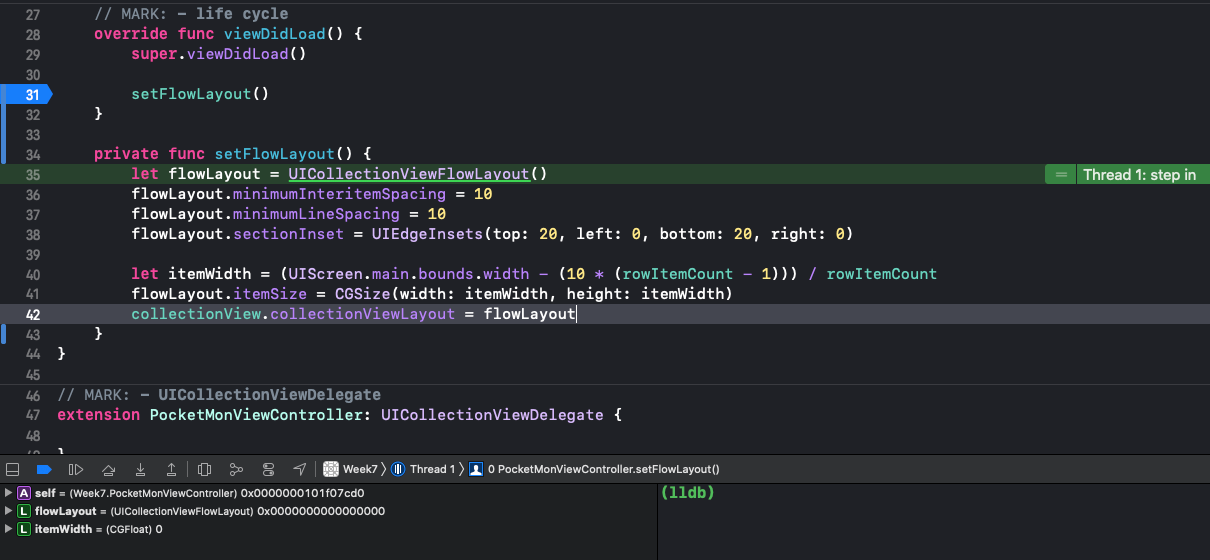 27 // MARK: - life cycle
28 override func viewDidLoad() {
29 super.viewDidLoad()
30
31 setFlowLayout()
32 }
33
34 private func setFlowLayout() {
35 let flowLayout = UICollectionViewFlowLayout() = Thread 1: step in
36 flowLayout.minimumInteritemSpacing = 10
37 flowLayout.minimumLineSpacing = 10
38 flowLayout.sectionInset = UIEdgeInsets(top: 20, left: 0, bottom: 20, right: 0)
39
40 let itemWidth = (UIScreen.main.bounds.width - (10 * (rowItemCount - 1))) / rowItemCount
41 flowLayout.itemSize = CGSize(width: itemWidth, height: itemWidth)
42 collectionView.collectionViewLayout = flowLayout
43 }
44 }
45
46 // MARK: - UICollectionViewDelegate
47 extension PocketMonViewController: UICollectionViewDelegate {
48
Week7 Thread 1 0 PocketMonViewController.setFlowLayout()
A self = (Week7.PocketMonViewController) 0x0000000101f07cd0
L flowLayout = (UICollectionViewFlowLayout) 0x0000000000000000
L itemWidth = (CGFloat) 0
(lldb)